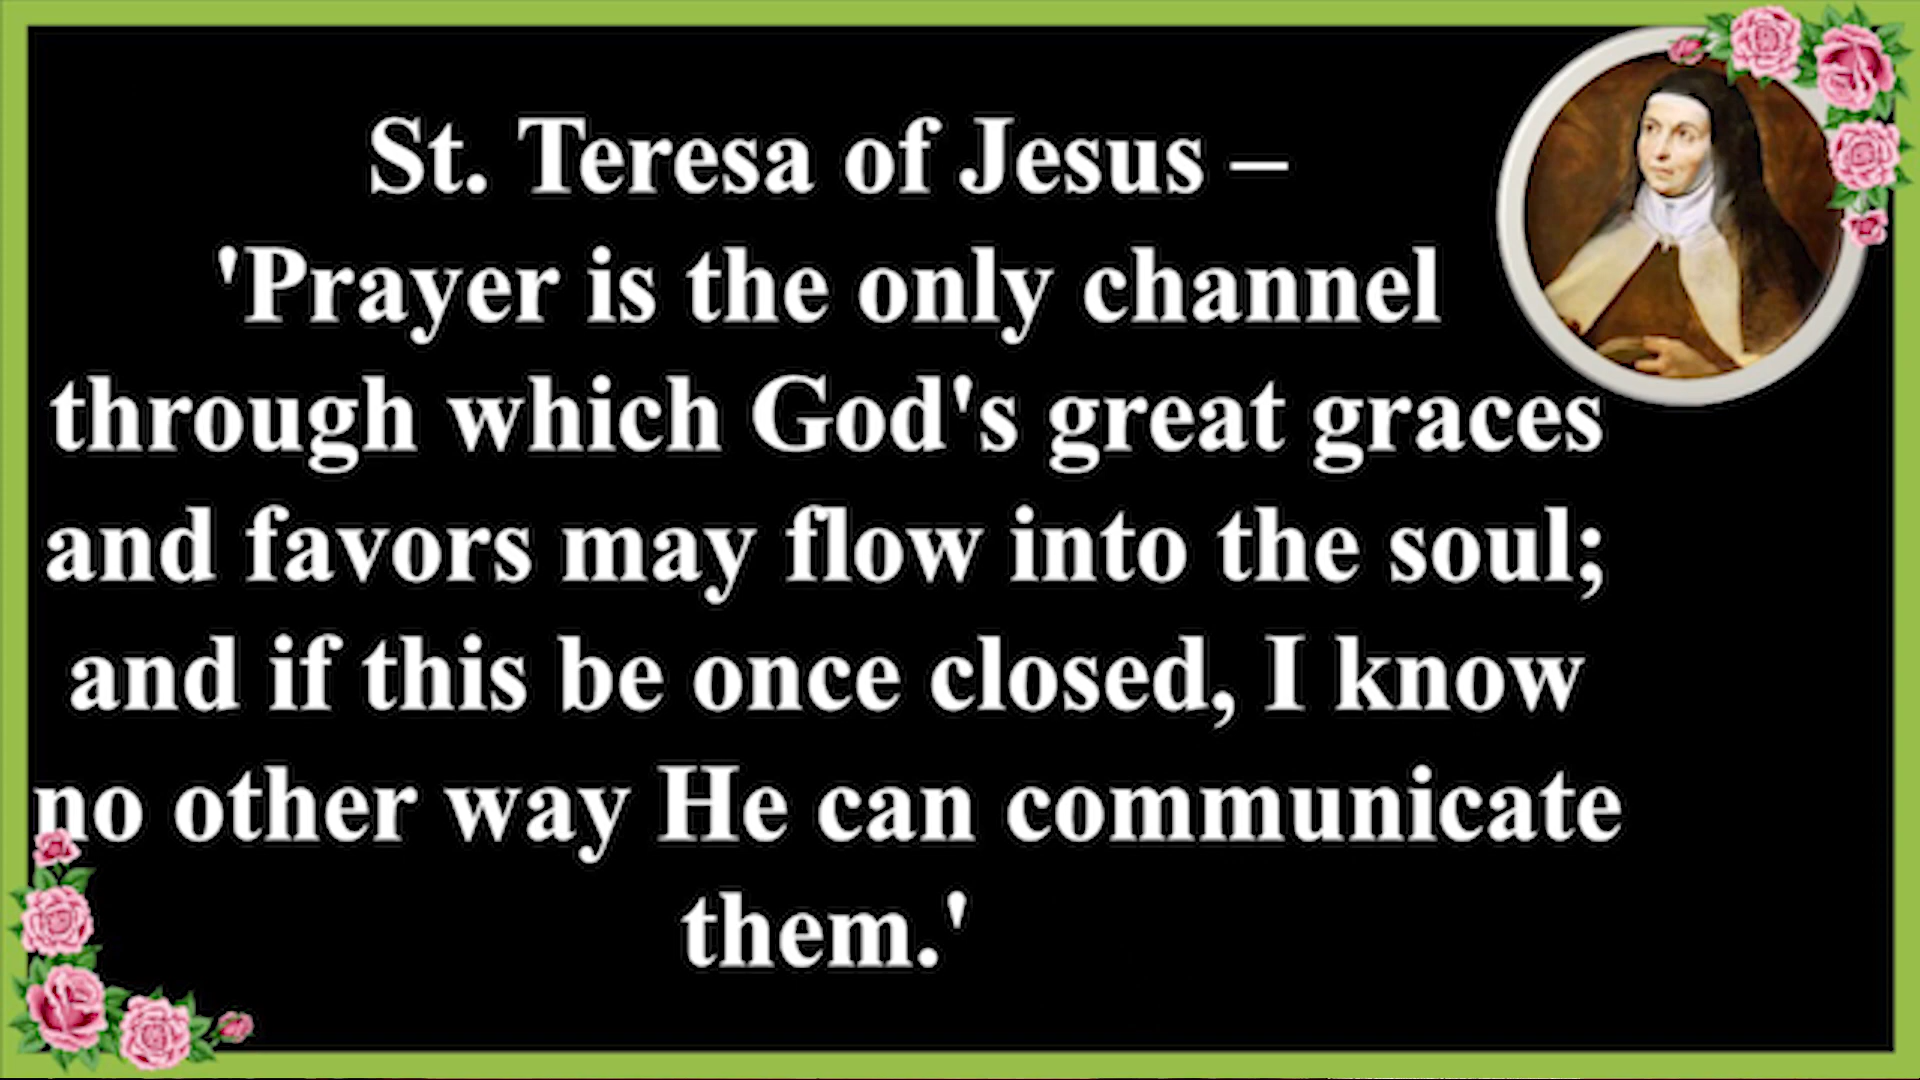 St. Teresa of Jesus –
'Prayer is the only channel
through which God's great graces
and favors may flow into the soul;
and if this be once closed, I know
no other way He can communicate
them.'